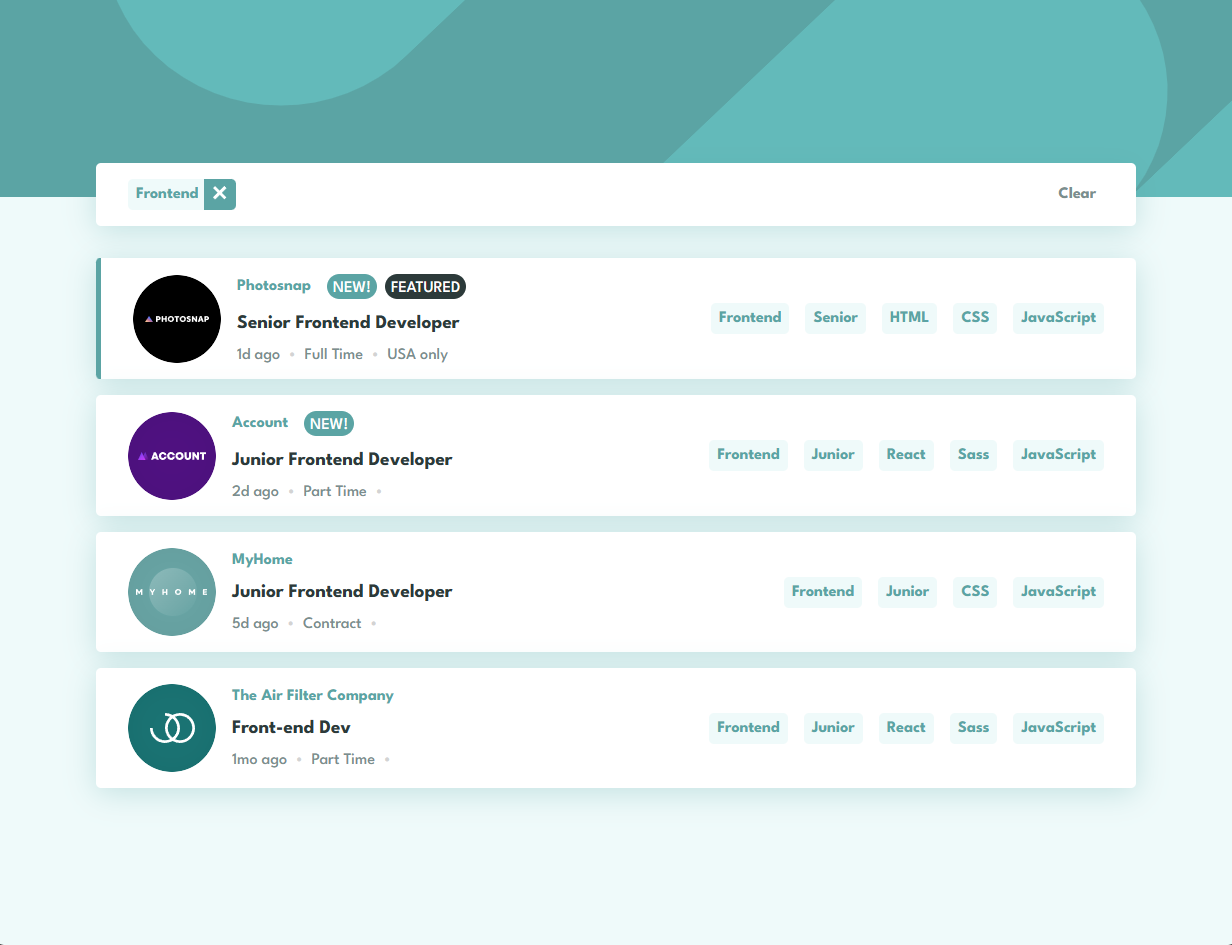 Frontend ✕ Clear
PHOTOSNAP
Photosnap NEW! FEATURED
Senior Frontend Developer
1d ago • Full Time • USA only
Frontend Senior HTML CSS JavaScript
ACCOUNT
Account NEW!
Junior Frontend Developer
2d ago • Part Time •
Frontend Junior React Sass JavaScript
MYHOME
MyHome
Junior Frontend Developer
5d ago • Contract •
Frontend Junior CSS JavaScript
The Air Filter Company
Front-end Dev
1mo ago • Part Time •
Frontend Junior React Sass JavaScript